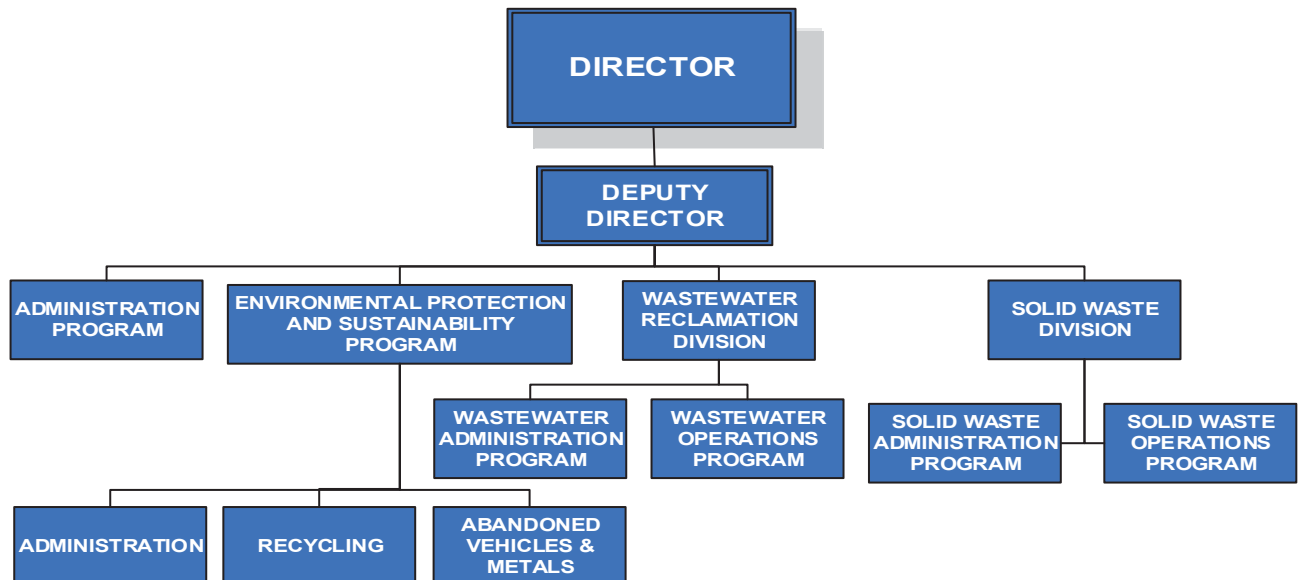 DIRECTOR
DEPUTY
DIRECTOR
ADMINISTRATION
PROGRAM
ENVIRONMENTAL PROTECTION
AND SUSTAINABILITY
PROGRAM
WASTEWATER
RECLAMATION
DIVISION
SOLID WASTE
DIVISION
WASTEWATER
ADMINISTRATION
PROGRAM
WASTEWATER
OPERATIONS
PROGRAM
SOLID WASTE
ADMINISTRATION
PROGRAM
SOLID WASTE
OPERATIONS
PROGRAM
ADMINISTRATION
RECYCLING
ABANDONED
VEHICLES &
METALS